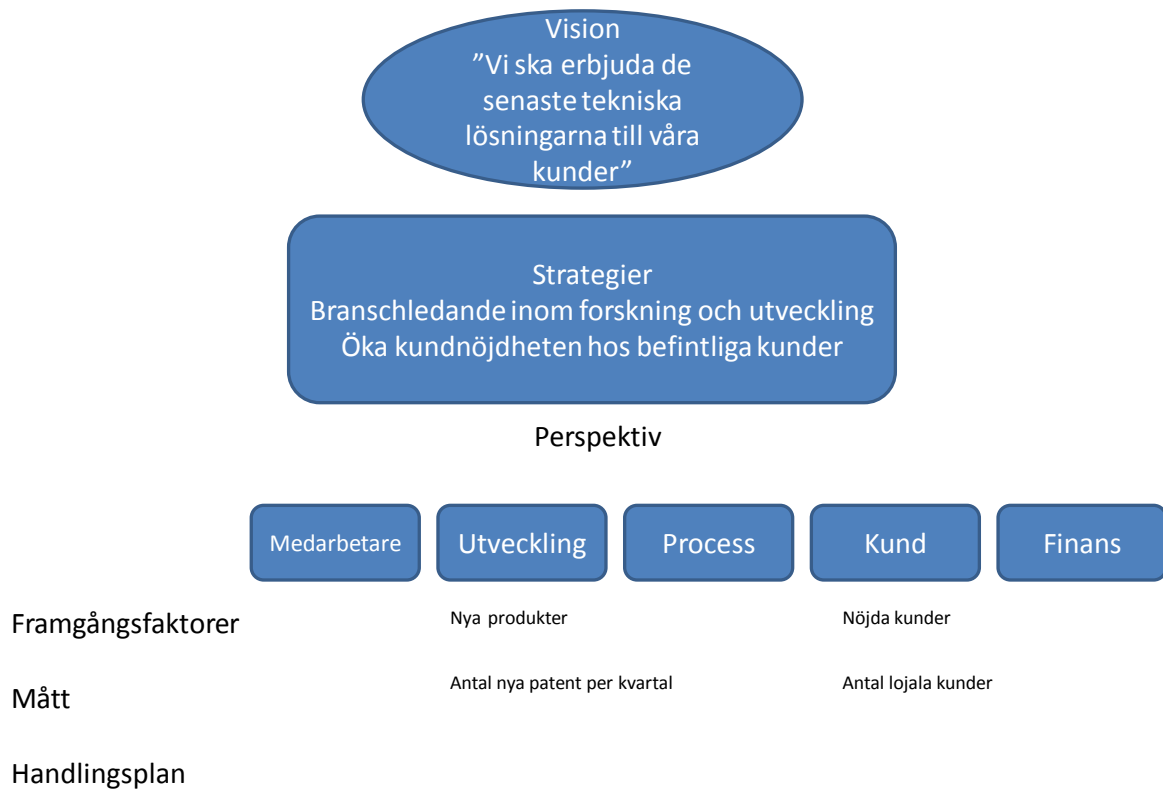 Vision
”Vi ska erbjuda de
senaste tekniska
lösningarna till våra
kunder”
Strategier
Branschledande inom forskning och utveckling
Öka kundnöjdheten hos befintliga kunder
Perspektiv
Medarbetare Utveckling Process Kund Finans
Framgångsfaktorer Nya produkter Nöjda kunder
Mått Antal nya patent per kvartal Antal lojala kunder
Handlingsplan